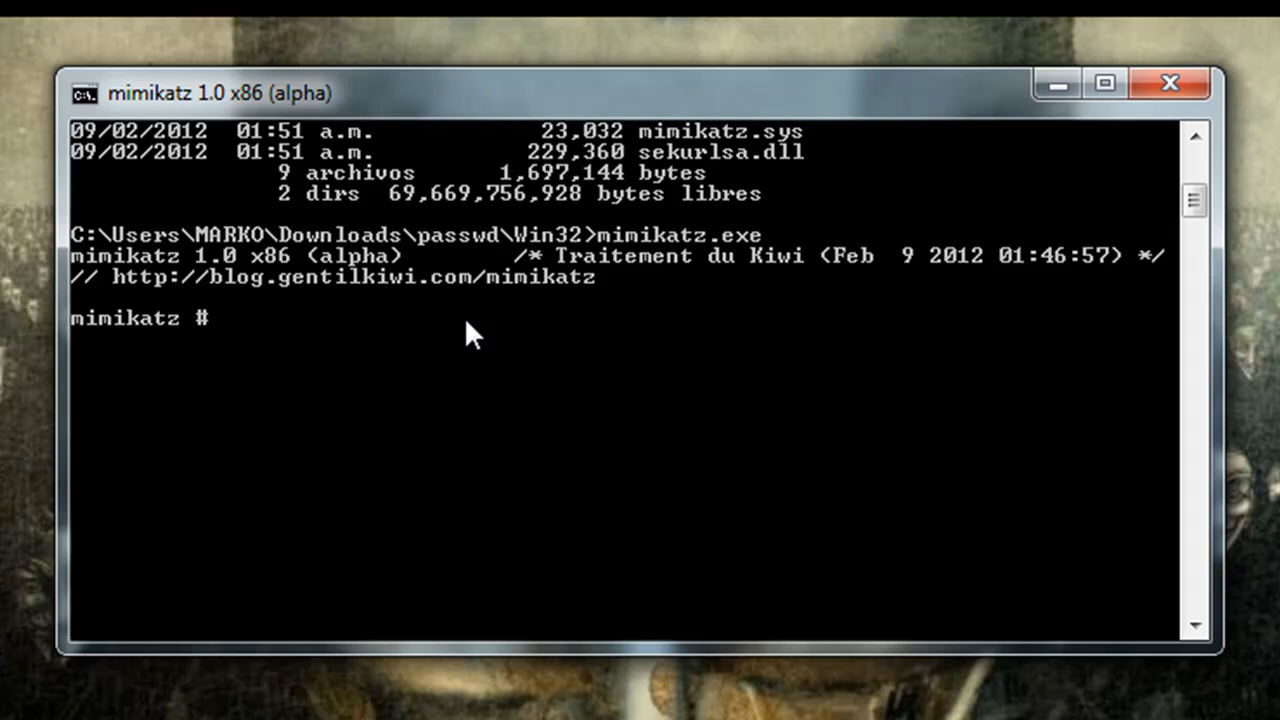 mimikatz 1.0 x86 (alpha)
09/02/2012  01:51 a.m.            23,032 mimikatz.sys
09/02/2012  01:51 a.m.           229,360 sekurlsa.dll
               9 archivos      1,697,144 bytes
               2 dirs  69,669,756,928 bytes libres
C:\Users\MARKO\Downloads\passwd\Win32>mimikatz.exe
mimikatz 1.0 x86 (alpha)        /* Traitement du Kiwi (Feb  9 2012 01:46:57) */
// http://blog.gentilkiwi.com/mimikatz
mimikatz #